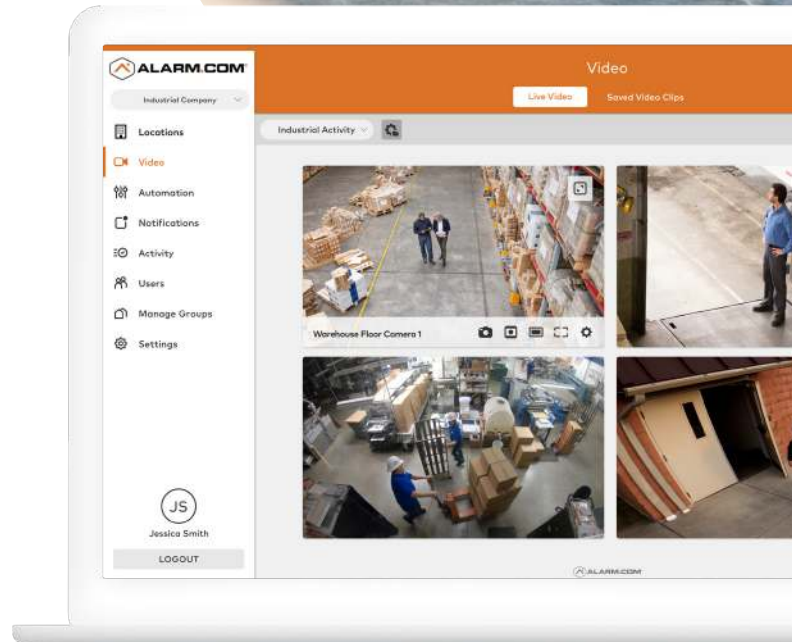 ALARM.COM
Industrial Company
Locations
Video
Automation
Notifications
Activity
Users
Manage Groups
Settings
JS
Jessica Smith
LOGOUT
Video
Live Video
Saved Video Clips
Industrial Activity
Warehouse Floor Camera 1
ALARM.COM